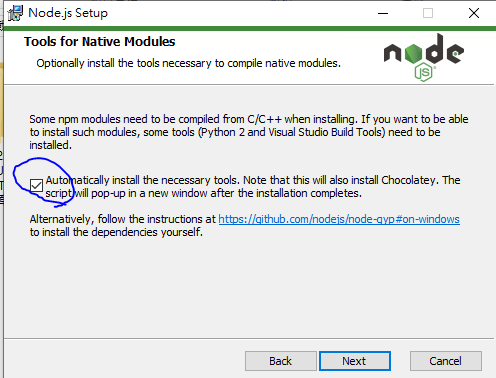 Node.js Setup
Tools for Native Modules
Optionally install the tools necessary to compile native modules.
node
JS
Some npm modules need to be compiled from C/C++ when installing. If you want to be able
to install such modules, some tools (Python 2 and Visual Studio Build Tools) need to be
installed.
Automatically install the necessary tools. Note that this will also install Chocolatey. The
script will pop-up in a new window after the installation completes.
Alternatively, follow the instructions at https://github.com/nodejs/node-gyp#on-windows
to install the dependencies yourself.
Back Next Cancel